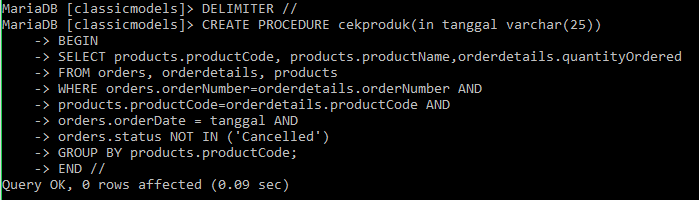 MariaDB [classicmodels]> DELIMITER //
MariaDB [classicmodels]> CREATE PROCEDURE cekproduk(in tanggal varchar(25))
    -> BEGIN
    -> SELECT products.productCode, products.productName,orderdetails.quantityOrdered
    -> FROM orders, orderdetails, products
    -> WHERE orders.orderNumber=orderdetails.orderNumber AND
    -> products.productCode=orderdetails.productCode AND
    -> orders.orderDate = tanggal AND
    -> orders.status NOT IN ('Cancelled')
    -> GROUP BY products.productCode;
    -> END //
Query OK, 0 rows affected (0.09 sec)